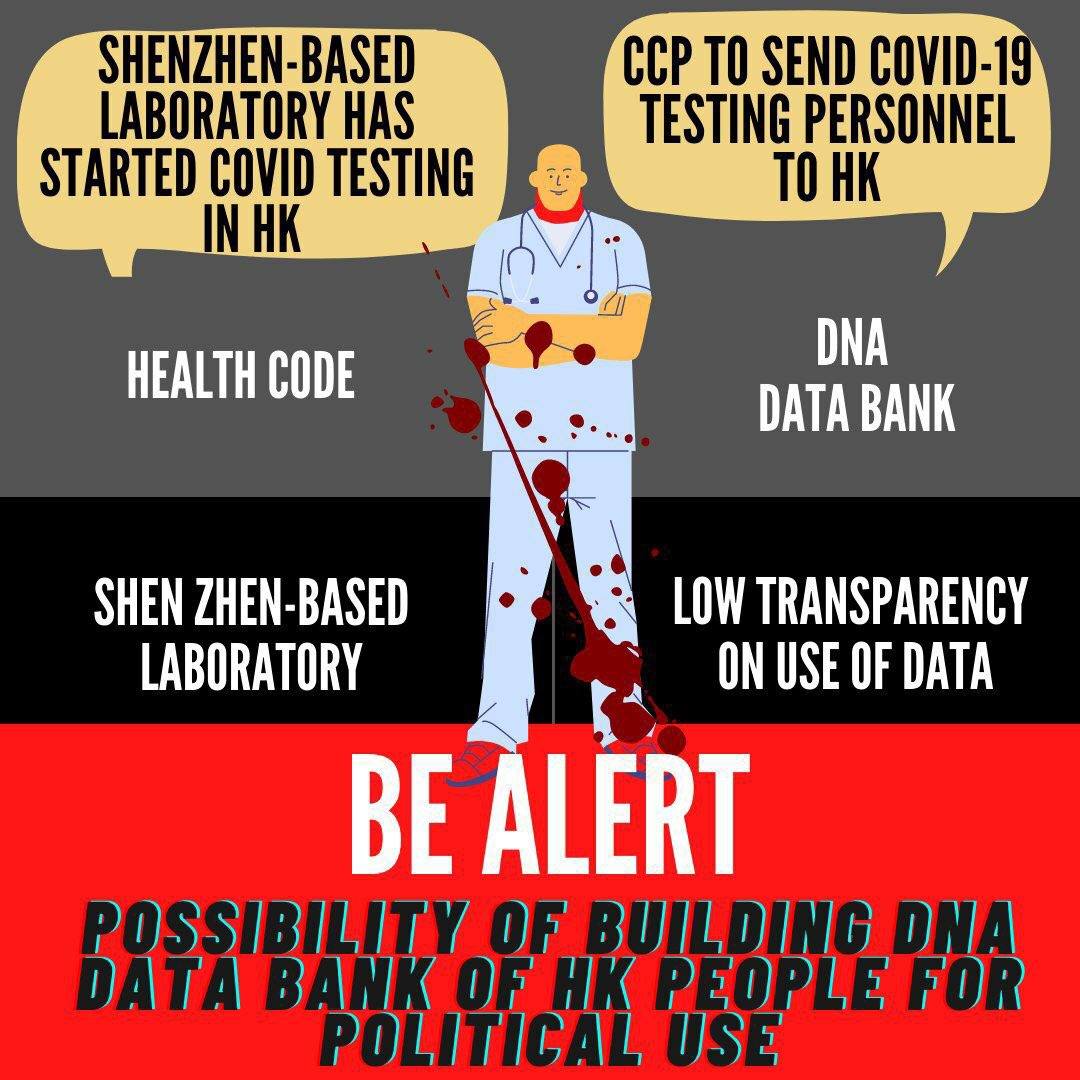 SHENZHEN-BASED
LABORATORY HAS
STARTED COVID TESTING
IN HK
CCP TO SEND COVID-19
TESTING PERSONNEL
TO HK
HEALTH CODE
DNA
DATA BANK
SHEN ZHEN-BASED
LABORATORY
LOW TRANSPARENCY
ON USE OF DATA
BE ALERT
POSSIBILITY OF BUILDING DNA
DATA BANK OF HK PEOPLE FOR
POLITICAL USE